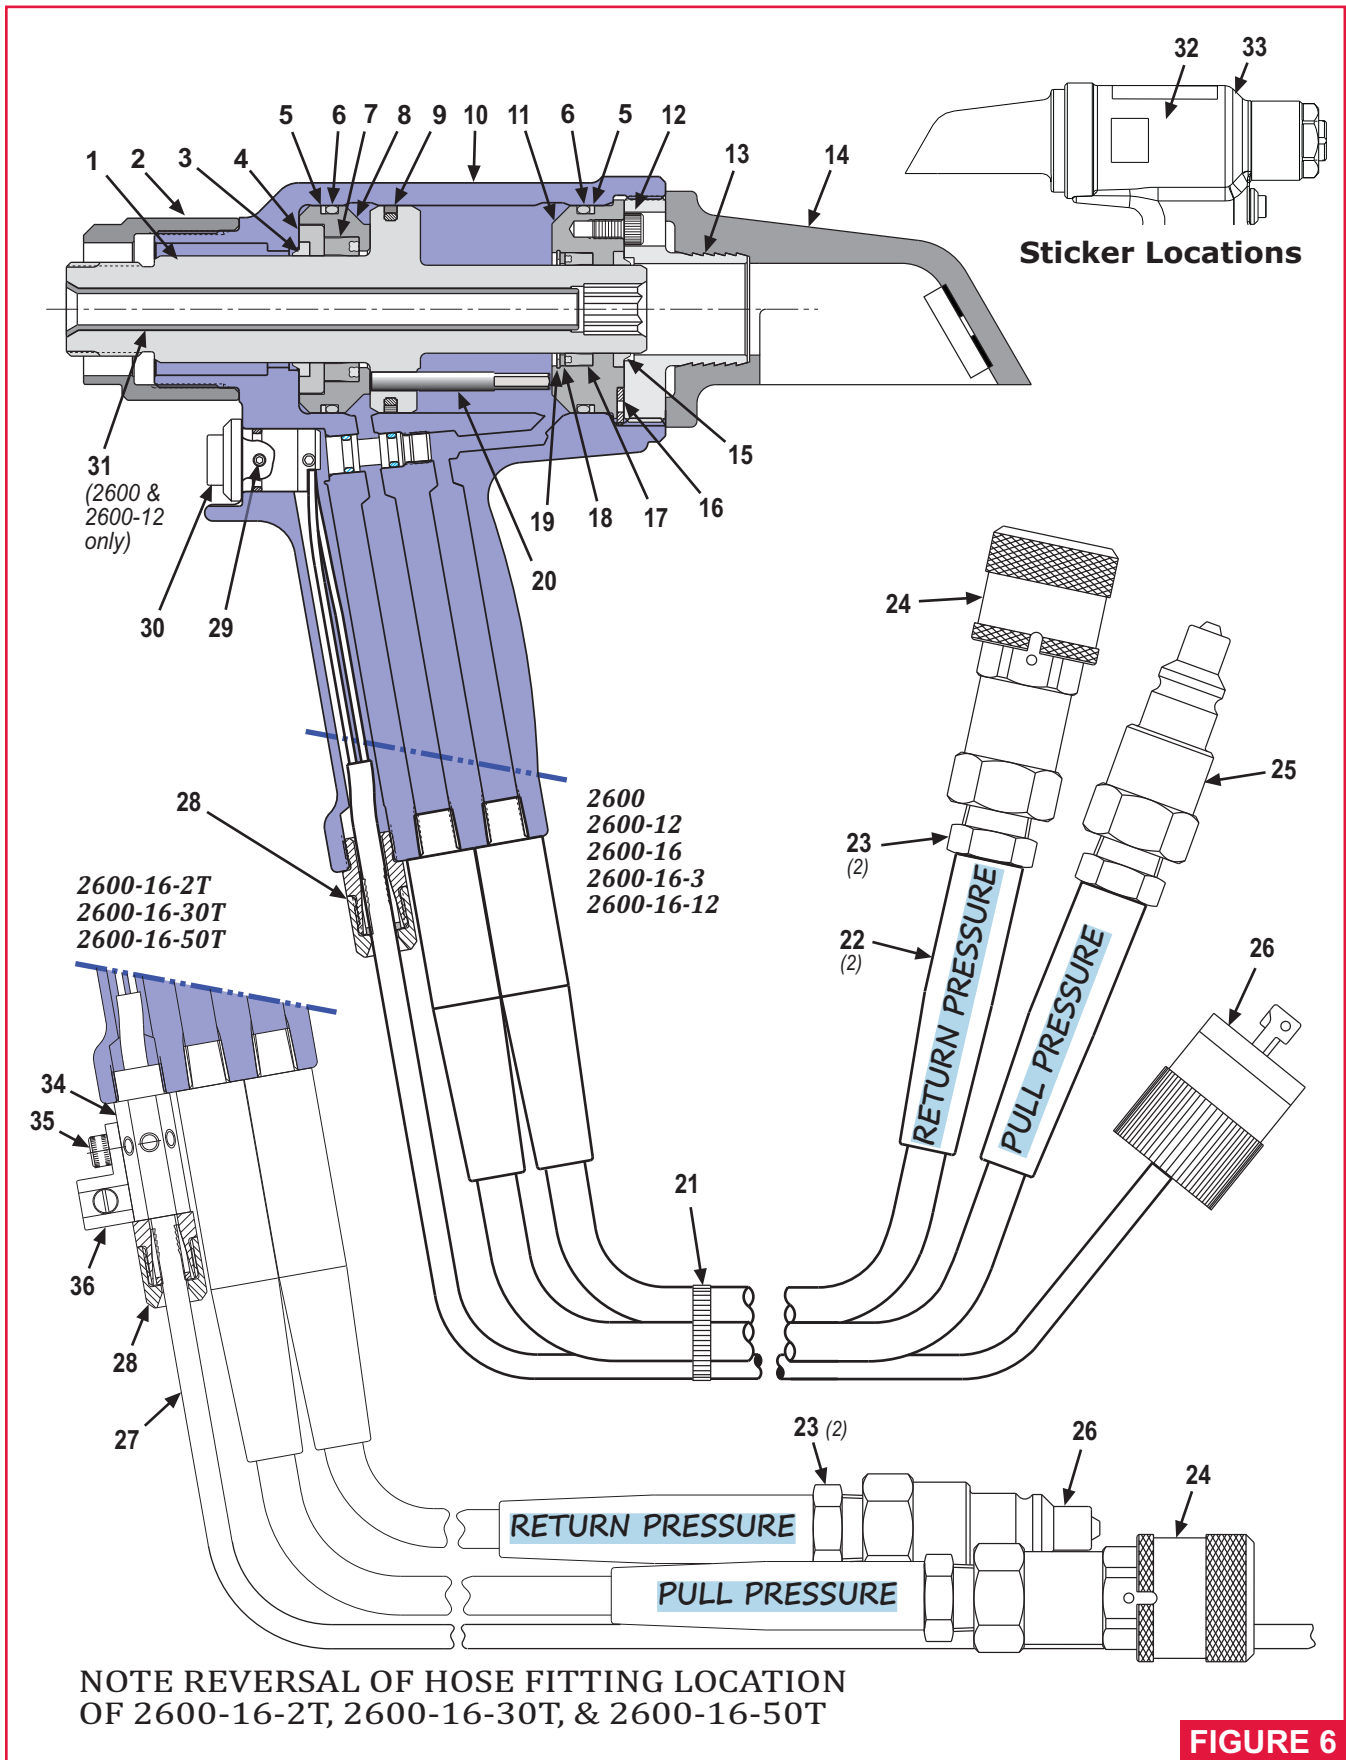 32 33
5 6 7 8 9 10 11 6 5 12
1 2 3 4 13 14
Sticker Locations
31
(2600 &
2600-12
only)
15
16
19 18 17
20
30 29
24
25
28
2600
2600-12
2600-16
2600-16-3
2600-16-12
23
(2)
22
(2)
RETURN PRESSURE
PULL PRESSURE
26
2600-16-2T
2600-16-30T
2600-16-50T
34
35
36
21
28
27
23 (2)
26
24
RETURN PRESSURE
PULL PRESSURE
NOTE REVERSAL OF HOSE FITTING LOCATION
OF 2600-16-2T, 2600-16-30T, & 2600-16-50T
FIGURE 6